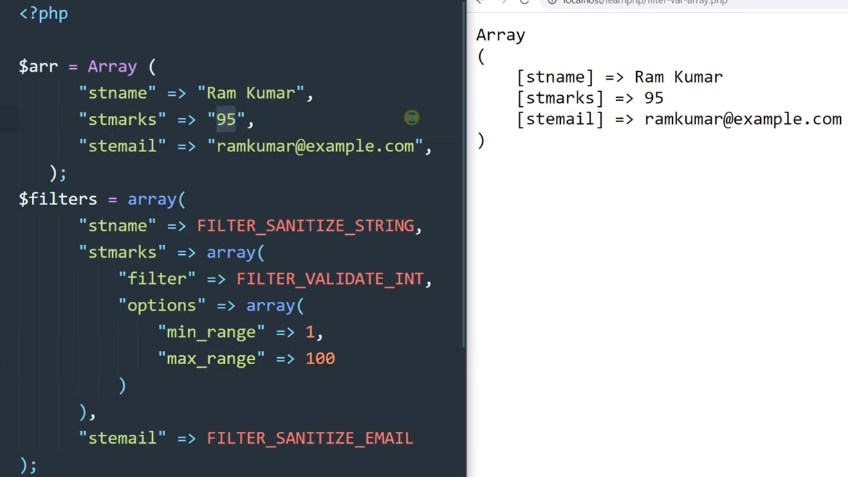 <?php
$arr = Array (
"stname" => "Ram Kumar",
"stmarks" => "95",
"stemail" => "ramkumar@example.com",
);
$filters = array(
"stname" => FILTER_SANITIZE_STRING,
"stmarks" => array(
"filter" => FILTER_VALIDATE_INT,
"options" => array(
"min_range" => 1,
"max_range" => 100
)
),
"stemail" => FILTER_SANITIZE_EMAIL
);
localhost/learnphp/filter-var-array.php
Array
(
[stname] => Ram Kumar
[stmarks] => 95
[stemail] => ramkumar@example.com
)